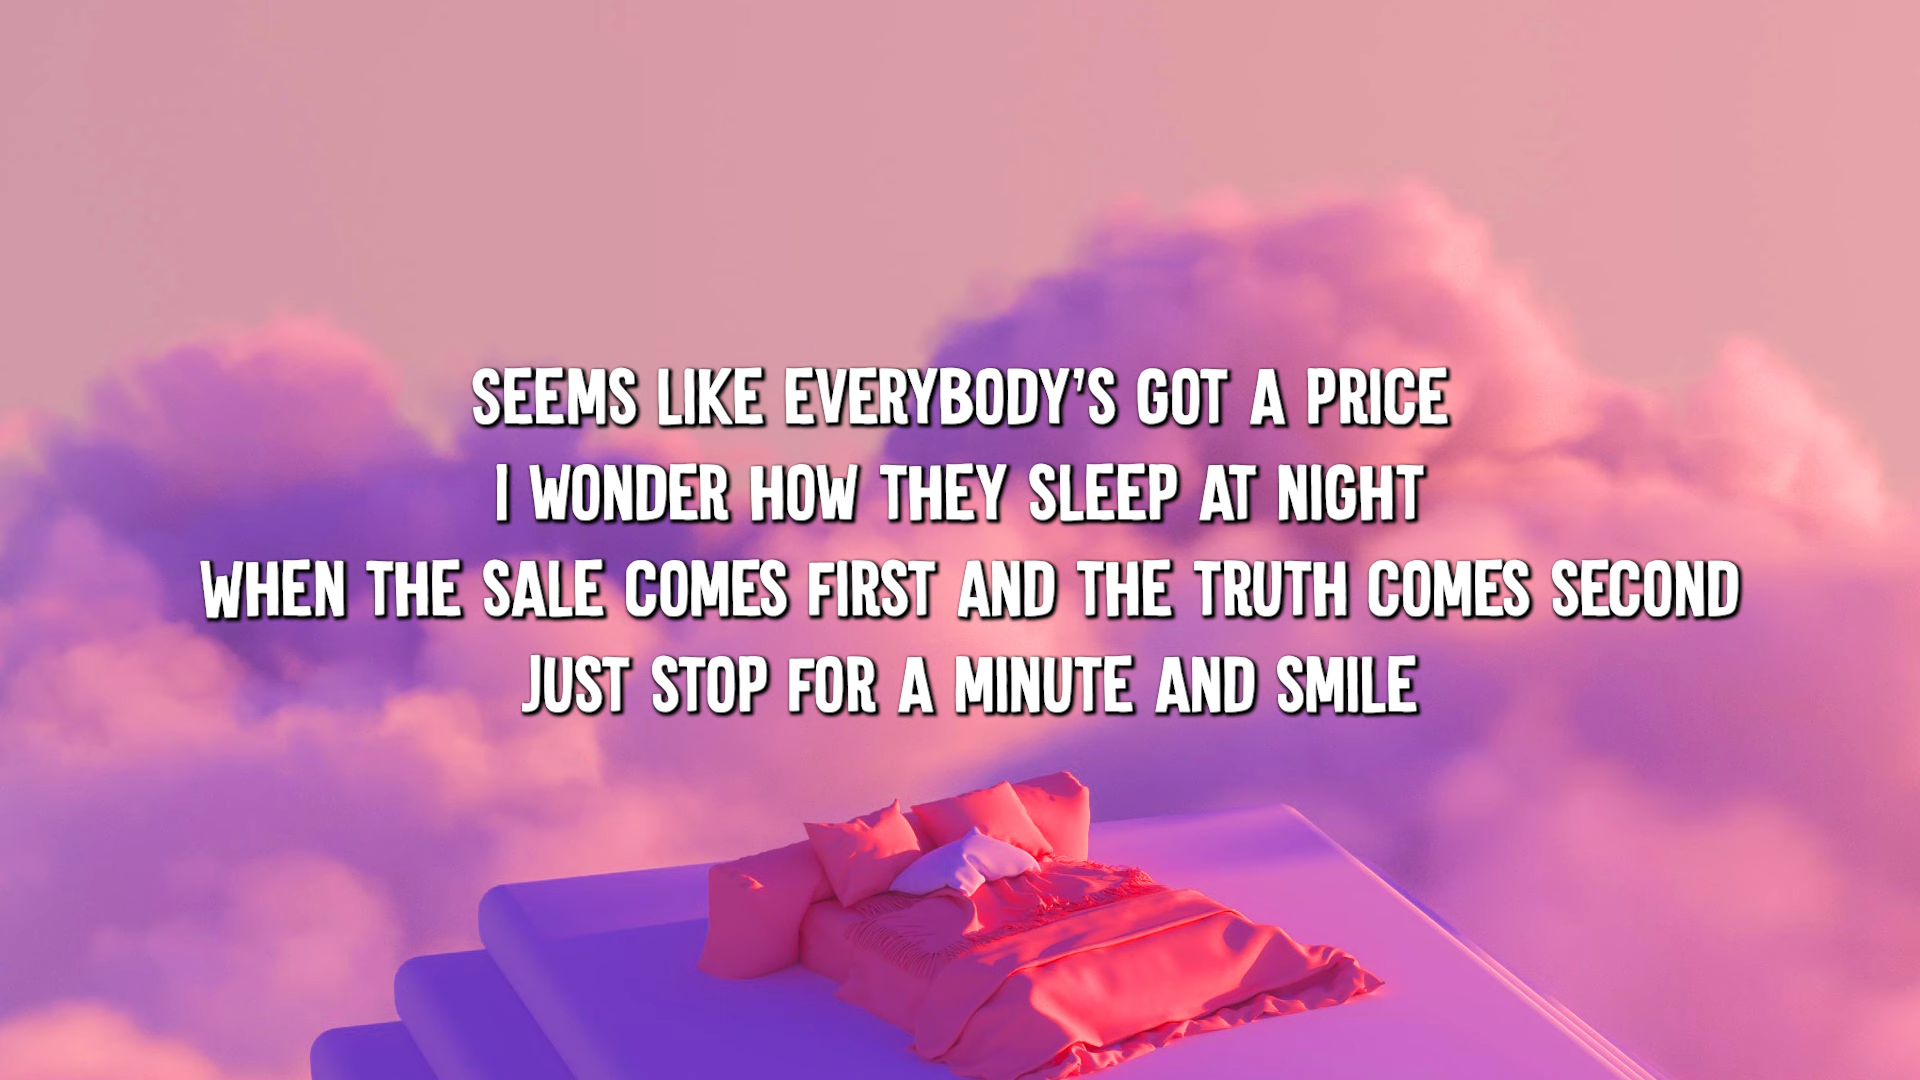 SEEMS LIKE EVERYBODY'S GOT A PRICE
I WONDER HOW THEY SLEEP AT NIGHT
WHEN THE SALE COMES FIRST AND THE TRUTH COMES SECOND
JUST STOP FOR A MINUTE AND SMILE